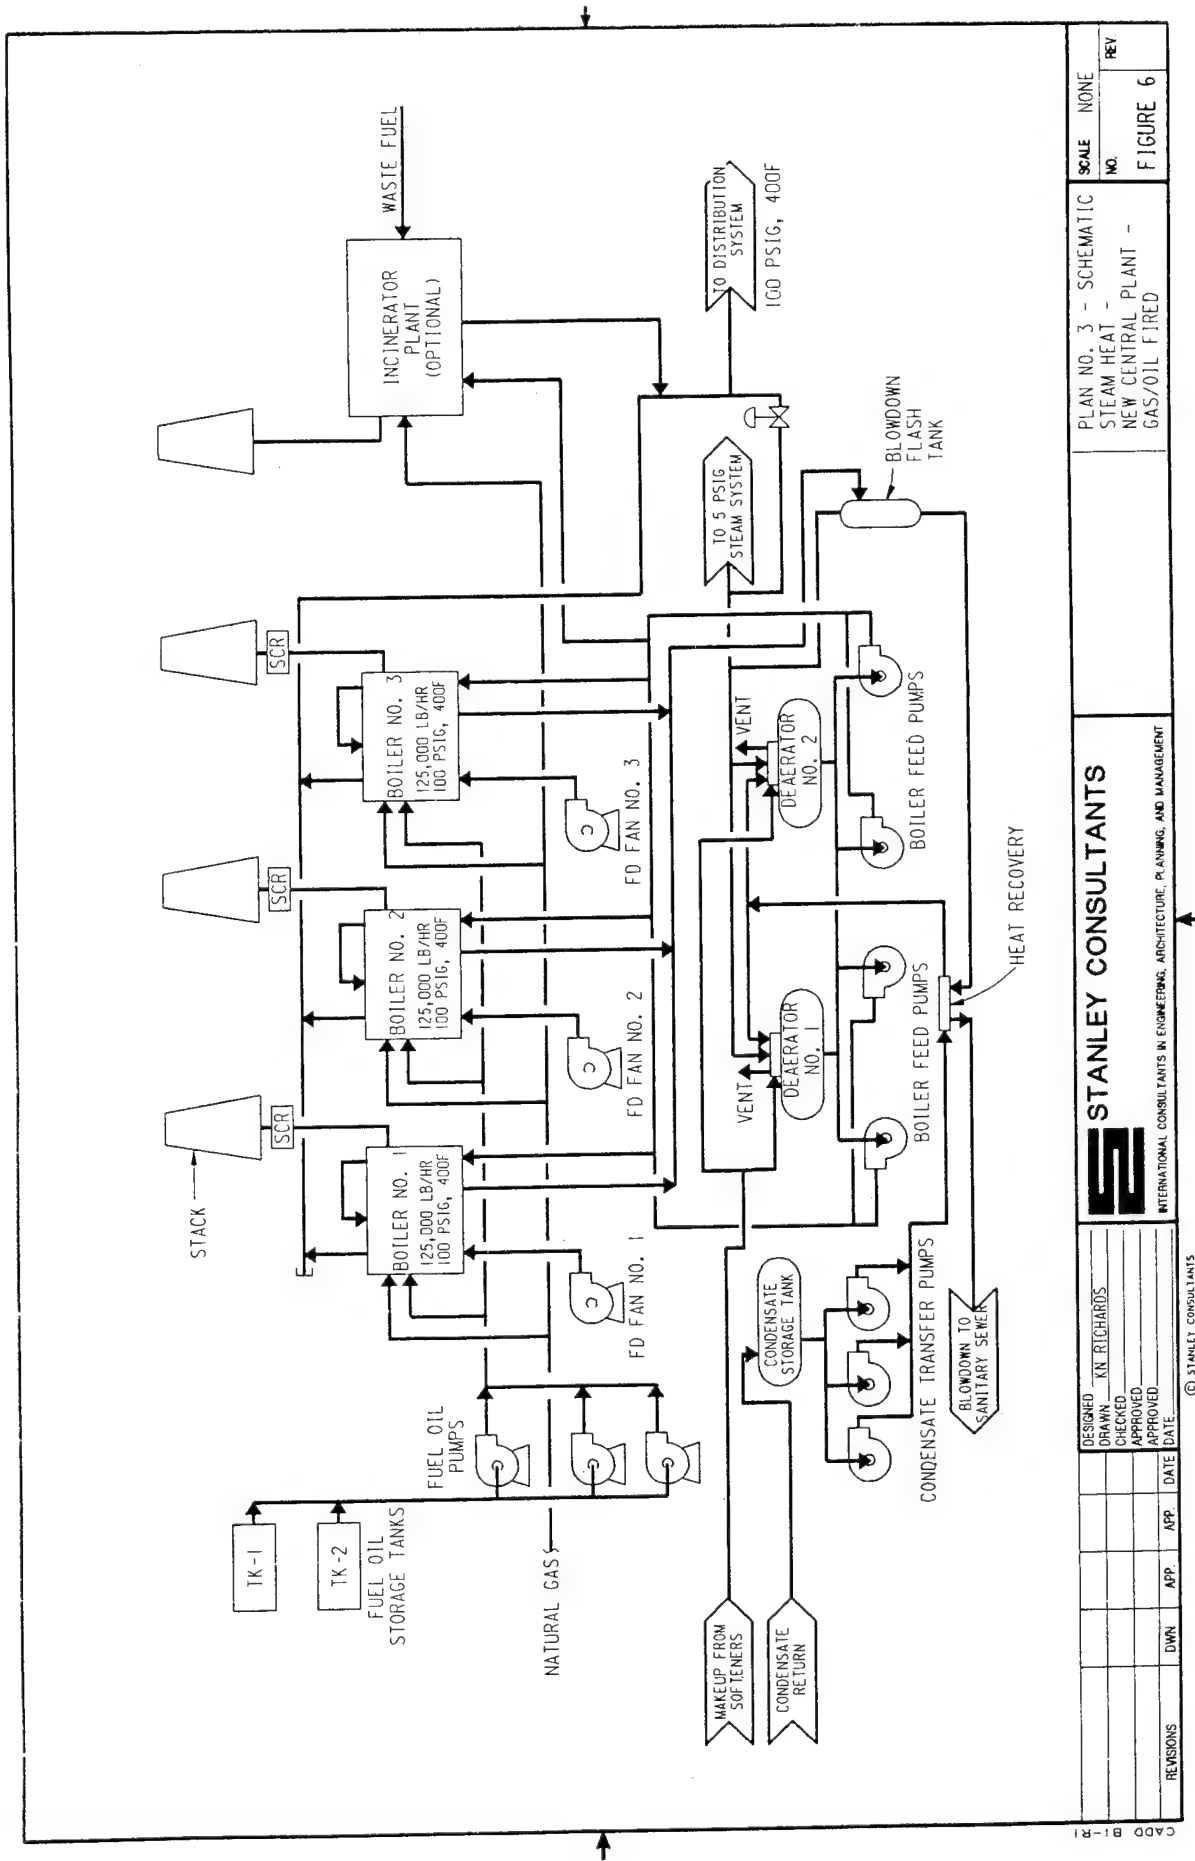 WASTE FUEL
INCINERATOR
PLANT
(OPTIONAL)
STACK
SCR
SCR
SCR
BOILER NO. 1
125,000 LB/HR
100 PSIG, 400F
BOILER NO. 2
125,000 LB/HR
100 PSIG, 400F
BOILER NO. 3
125,000 LB/HR
100 PSIG, 400F
TK-1
TK-2
FUEL OIL
STORAGE TANKS
FUEL OIL
PUMPS
C
FD FAN NO. 1
C
FD FAN NO. 2
C
FD FAN NO. 3
NATURAL GAS
TO DISTRIBUTION
SYSTEM
100 PSIG, 400F
TO 5 PSIG
STEAM SYSTEM
MAKEUP FROM
SOFTENERS
CONDENSATE
RETURN
CONDENSATE
STORAGE TANK
VENT
DEAERATOR
NO. 1
VENT
DEAERATOR
NO. 2
BLOWDOWN
FLASH
TANK
BOILER FEED PUMPS
BOILER FEED PUMPS
CONDENSATE TRANSFER PUMPS
HEAT RECOVERY
BLOWDOWN TO
SANITARY SEWER
REVISIONS
DWN
APP.
APP.
DATE
DESIGNED
DRAWN KN RICHARDS
CHECKED
APPROVED
APPROVED
DATE
STANLEY CONSULTANTS
INTERNATIONAL CONSULTANTS IN ENGINEERING, ARCHITECTURE, PLANNING, AND MANAGEMENT
PLAN NO. 3 - SCHEMATIC
STEAM HEAT -
NEW CENTRAL PLANT -
GAS/OIL FIRED
SCALE NONE
NO.
REV.
FIGURE 6
CADD B1-R1
© STANLEY CONSULTANTS